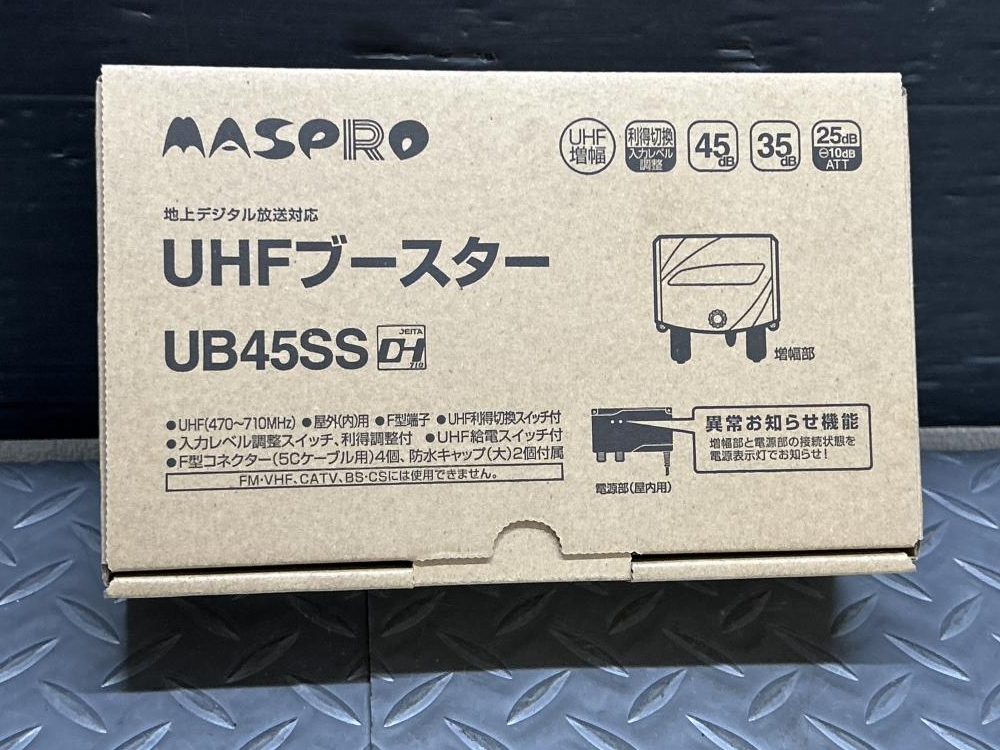 MASPRO
UHF
増幅
利得切換
入力レベル
調整
45dB
35dB
25dB
⊖10dB
ATT
地上デジタル放送対応
UHFブースター
UB45SS
JEITA
DH
710
増幅部
●UHF(470〜710MHz) ●屋外(内)用 ●F型端子 ●UHF利得切換スイッチ付
●入力レベル調整スイッチ、利得調整付 ●UHF給電スイッチ付
●F型コネクター(5Cケーブル用)4個、防水キャップ(大)2個付属
FM・VHF、CATV、BS・CSには使用できません。
異常お知らせ機能
増幅部と電源部の接続状態を
電源表示灯でお知らせ!
電源部(屋内用)